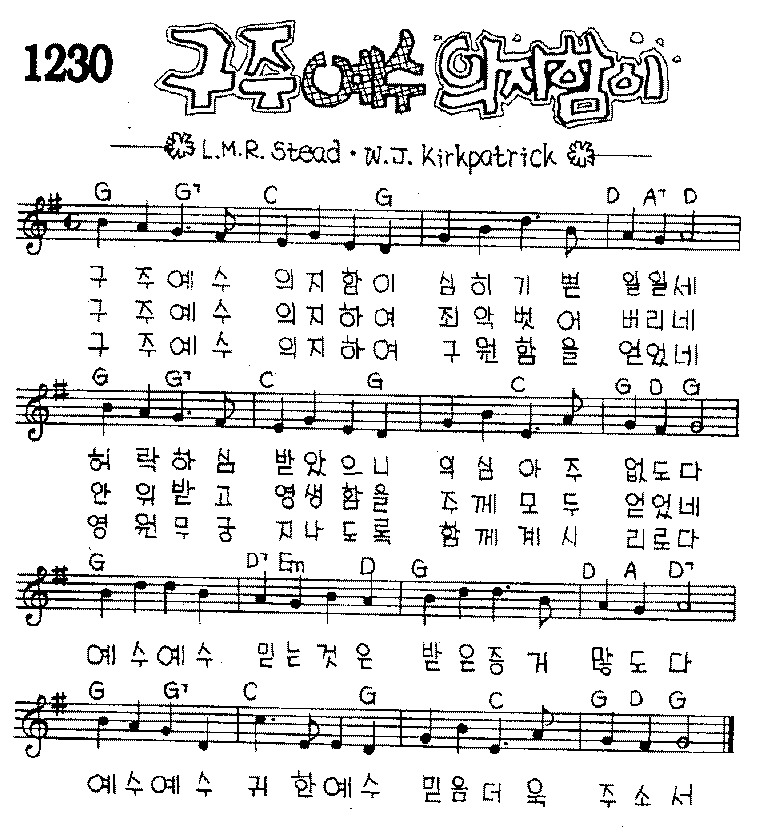 1230 구주예수 의지함이
L.M.R. Stead · W.J. Kirkpatrick
G G7 C G D A7 D
구 주 예 수 의 지 함 이 심 히 기 쁜 일 일 세
구 주 예 수 의 지 하 여 죄 악 벗 어 버 리 네
구 주 예 수 의 지 하 여 구 원 함 을 얻 었 네
G G7 C G C G D G
허 락 하 심 받 았 으 니 의 심 아 주 없 도 다
안 위 받 고 영 생 함 을 주 께 모 두 얻 었 네
영 원 무 궁 지 나 도 록 함 께 계 시 리 로 다
G D7 Em D G D A D7
예 수 예 수 믿 는 것 은 받 은 증 거 많 도 다
G G7 C G C G D G
예 수 예 수 귀 한 예 수 믿 음 더 욱 주 소 서